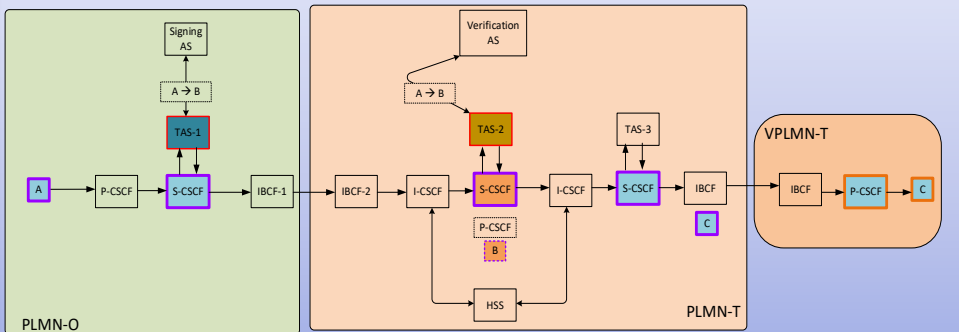 Signing
AS
Verification
AS
A → B
A → B
TAS-1
TAS-2
TAS-3
VPLMN-T
A
P-CSCF
S-CSCF
IBCF-1
IBCF-2
I-CSCF
S-CSCF
I-CSCF
S-CSCF
IBCF
IBCF
P-CSCF
C
P-CSCF
C
B
HSS
PLMN-O
PLMN-T